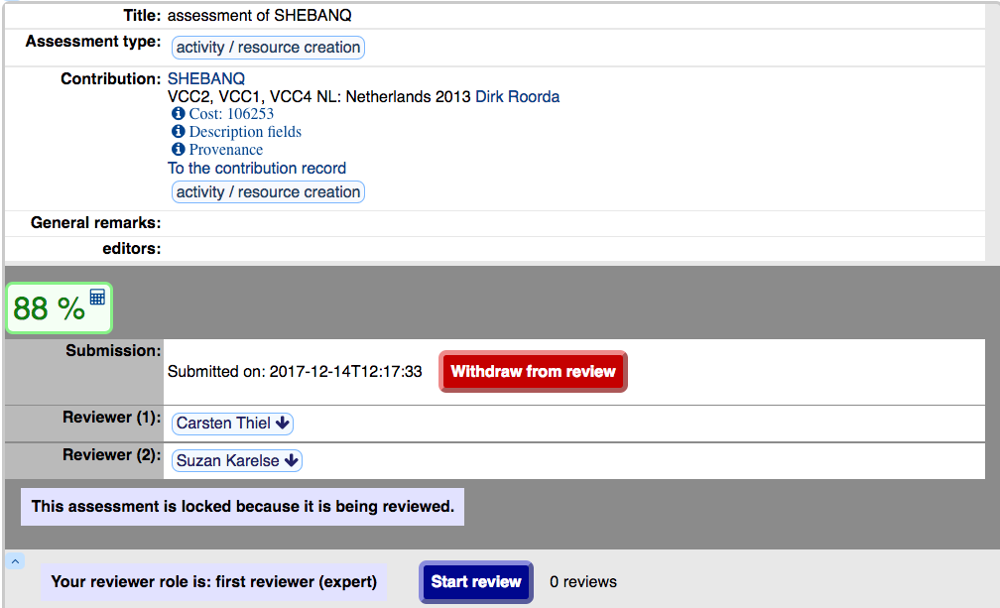 Title: assessment of SHEBANQ
Assessment type: activity / resource creation
Contribution: SHEBANQ
VCC2, VCC1, VCC4 NL: Netherlands 2013 Dirk Roorda
Cost: 106253
Description fields
Provenance
To the contribution record
activity / resource creation
General remarks:
editors:
88 %
Submission: Submitted on: 2017-12-14T12:17:33 Withdraw from review
Reviewer (1): Carsten Thiel
Reviewer (2): Suzan Karelse
This assessment is locked because it is being reviewed.
Your reviewer role is: first reviewer (expert) Start review 0 reviews